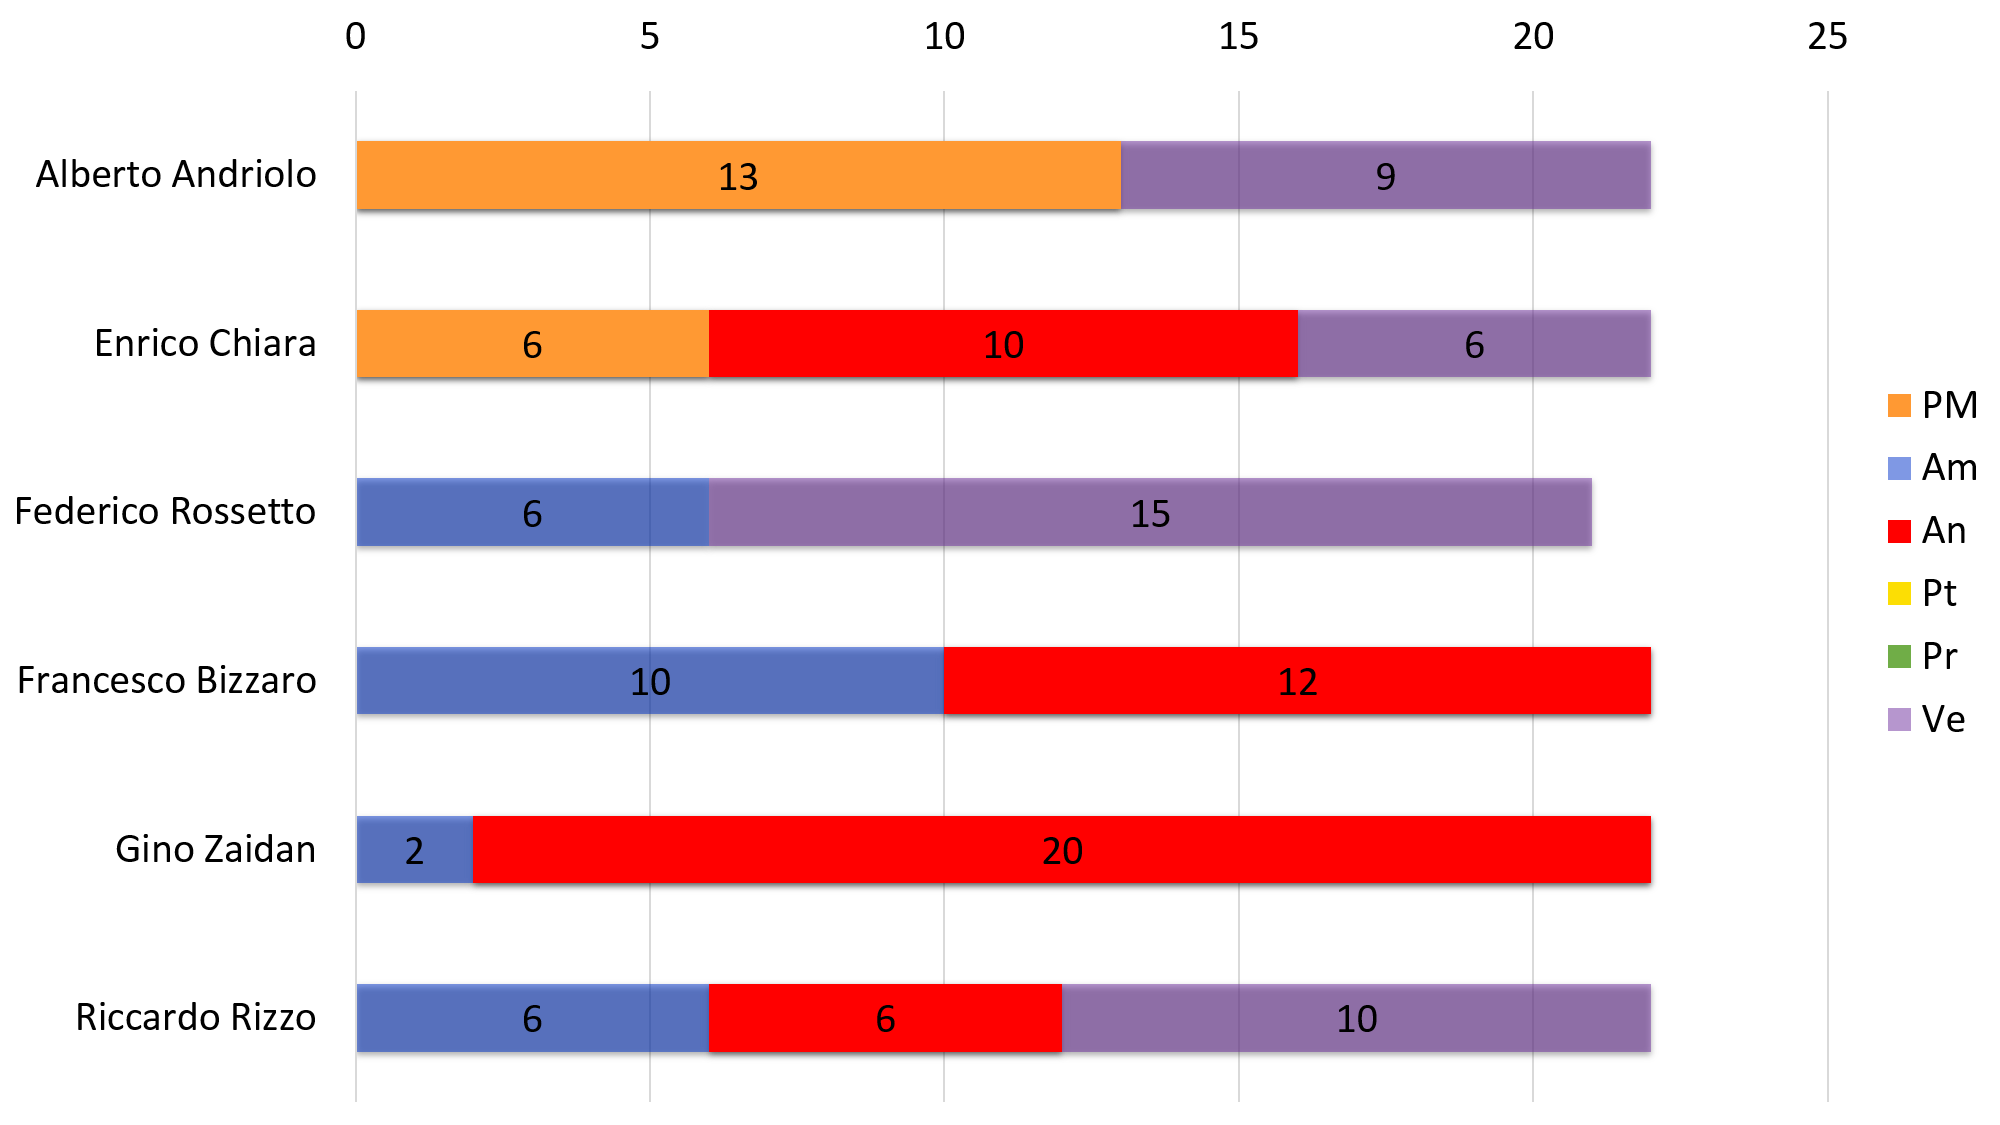 0 5 10 15 20 25
Alberto Andriolo 13 9
Enrico Chiara 6 10 6
Federico Rossetto 6 15
Francesco Bizzaro 10 12
Gino Zaidan 2 20
Riccardo Rizzo 6 6 10
PM
Am
An
Pt
Pr
Ve